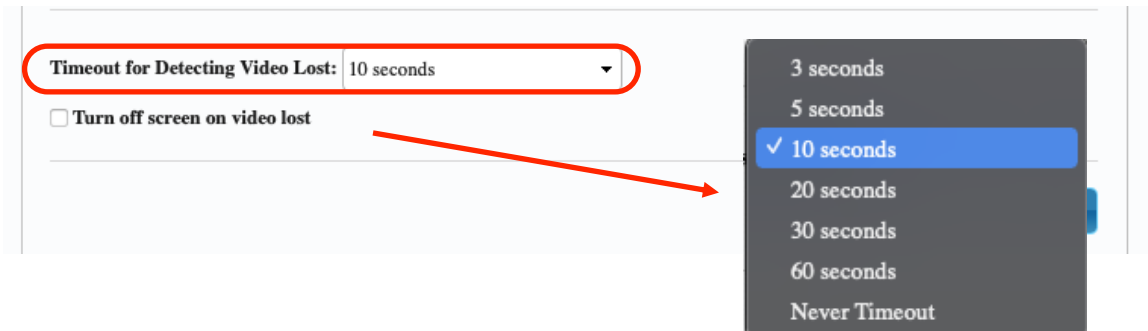 Timeout for Detecting Video Lost: 10 seconds
Turn off screen on video lost
3 seconds
5 seconds
✓ 10 seconds
20 seconds
30 seconds
60 seconds
Never Timeout